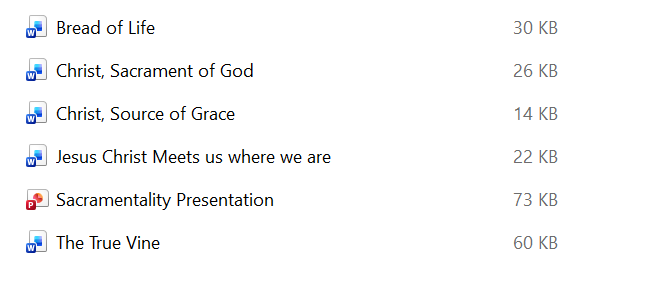 Bread of Life 30 KB
Christ, Sacrament of God 26 KB
Christ, Source of Grace 14 KB
Jesus Christ Meets us where we are 22 KB
Sacramentality Presentation 73 KB
The True Vine 60 KB